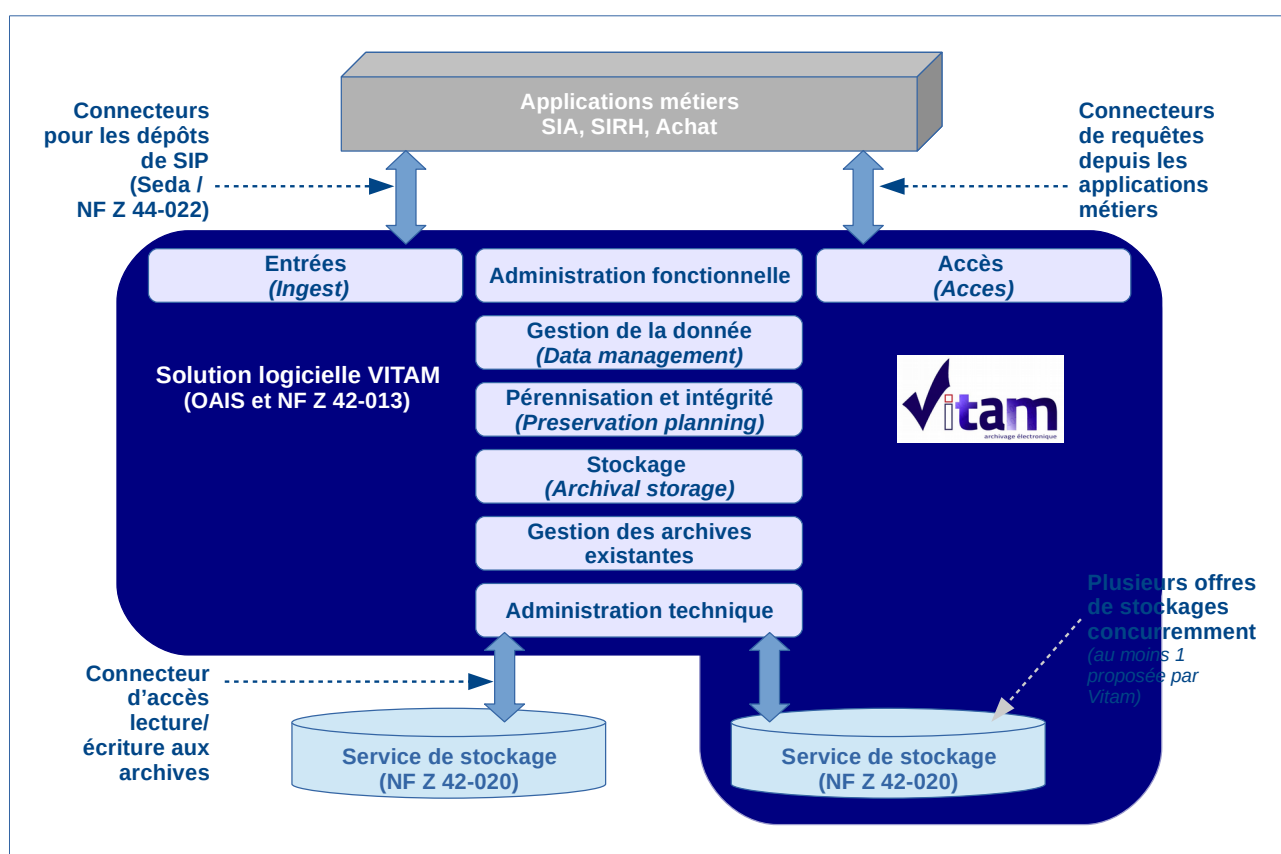 Applications métiers
SIA, SIRH, Achat
Connecteurs
pour les dépôts
de SIP
(Seda /
NF Z 44-022)
Connecteurs
de requêtes
depuis les
applications
métiers
Entrées
(Ingest)
Administration fonctionnelle
Accès
(Acces)
Gestion de la donnée
(Data management)
Solution logicielle VITAM
(OAIS et NF Z 42-013)
Pérennisation et intégrité
(Preservation planning)
Vitam
archivage électronique
Stockage
(Archival storage)
Gestion des archives
existantes
Administration technique
Plusieurs offres
de stockages
concurremment
(au moins 1
proposée par
Vitam)
Connecteur
d’accès
lecture/
écriture aux
archives
Service de stockage
(NF Z 42-020)
Service de stockage
(NF Z 42-020)